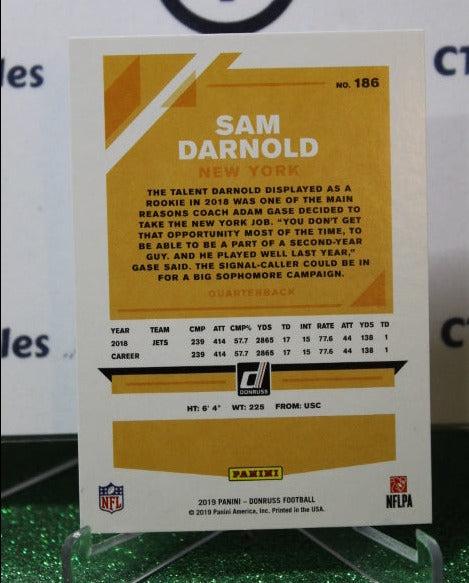 NO. 186
SAM
DARNOLD
NEW YORK
THE TALENT DARNOLD DISPLAYED AS A
ROOKIE IN 2018 WAS ONE OF THE MAIN
REASONS COACH ADAM GASE DECIDED TO
TAKE THE NEW YORK JOB. “YOU DON'T GET
THAT OPPORTUNITY MOST OF THE TIME, TO
BE ABLE TO BE A PART OF A SECOND-YEAR
GUY. AND HE PLAYED WELL LAST YEAR,”
GASE SAID. THE SIGNAL-CALLER COULD BE IN
FOR A BIG SOPHOMORE CAMPAIGN.
QUARTERBACK
YEAR TEAM CMP ATT CMP% YDS TD INT RATE ATT YDS TD
2018 JETS 239 414 57.7 2865 17 15 77.6 44 138 1
CAREER 239 414 57.7 2865 17 15 77.6 44 138 1
DONRUSS
HT: 6' 4" WT: 225 FROM: USC
PANINI
NFL
NFLPA
2019 PANINI – DONRUSS FOOTBALL
© 2019 Panini America, Inc. Printed in the USA.
les
CT
les
C